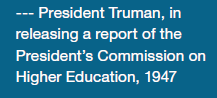 --- President Truman, in
releasing a report of the
President's Commission on
Higher Education, 1947